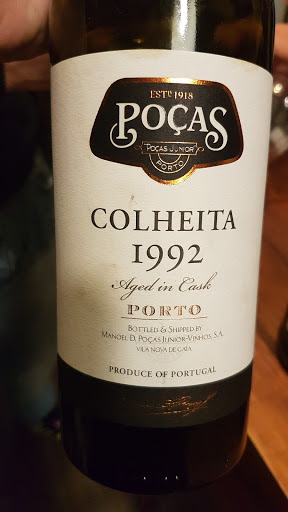 ESTD 1918
POÇAS
POÇAS JUNIOR
PORTO
COLHEITA
1992
Aged in Cask
PORTO
BOTTLED & SHIPPED BY
MANOEL D. POÇAS JUNIOR-VINHOS, S.A.
VILA NOVA DE GAIA
PRODUCE OF PORTUGAL